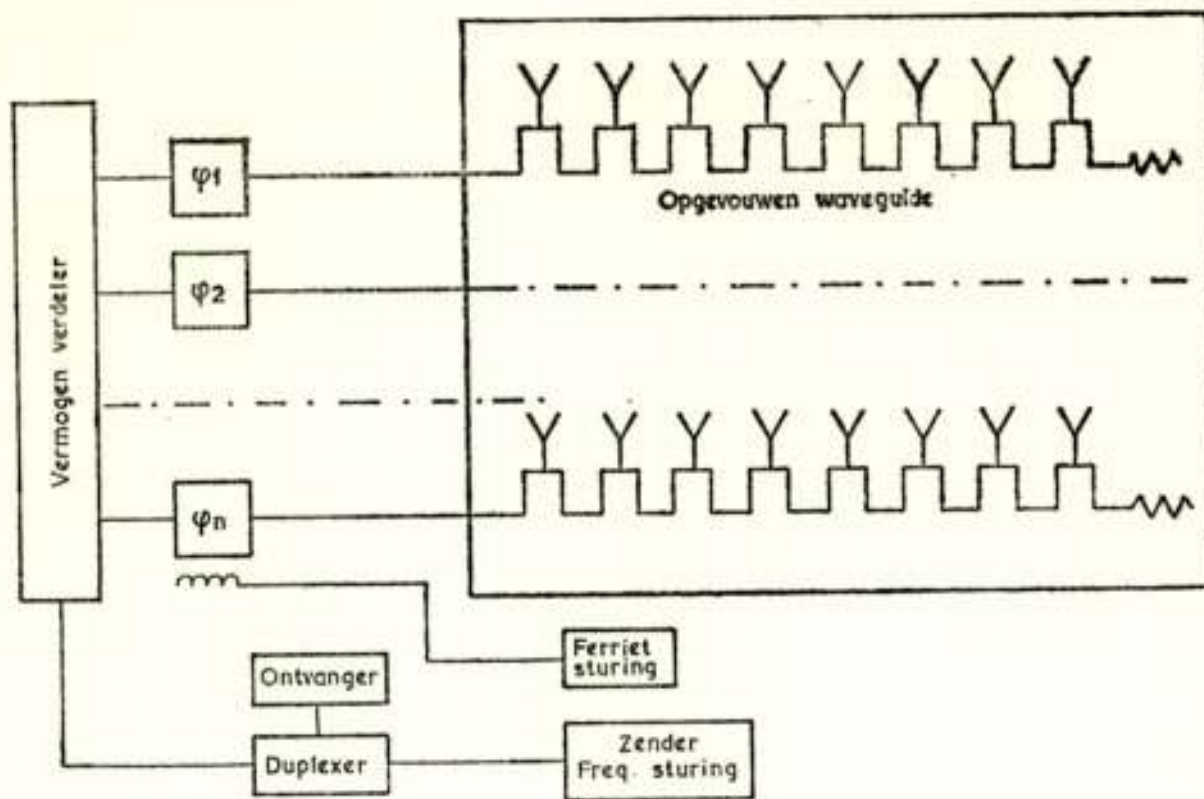 Vermogen verdeler
φ1
Opgevouwen waveguide
φ2
φn
Ferriet
sturing
Ontvanger
Duplexer
Zender
Freq. sturing